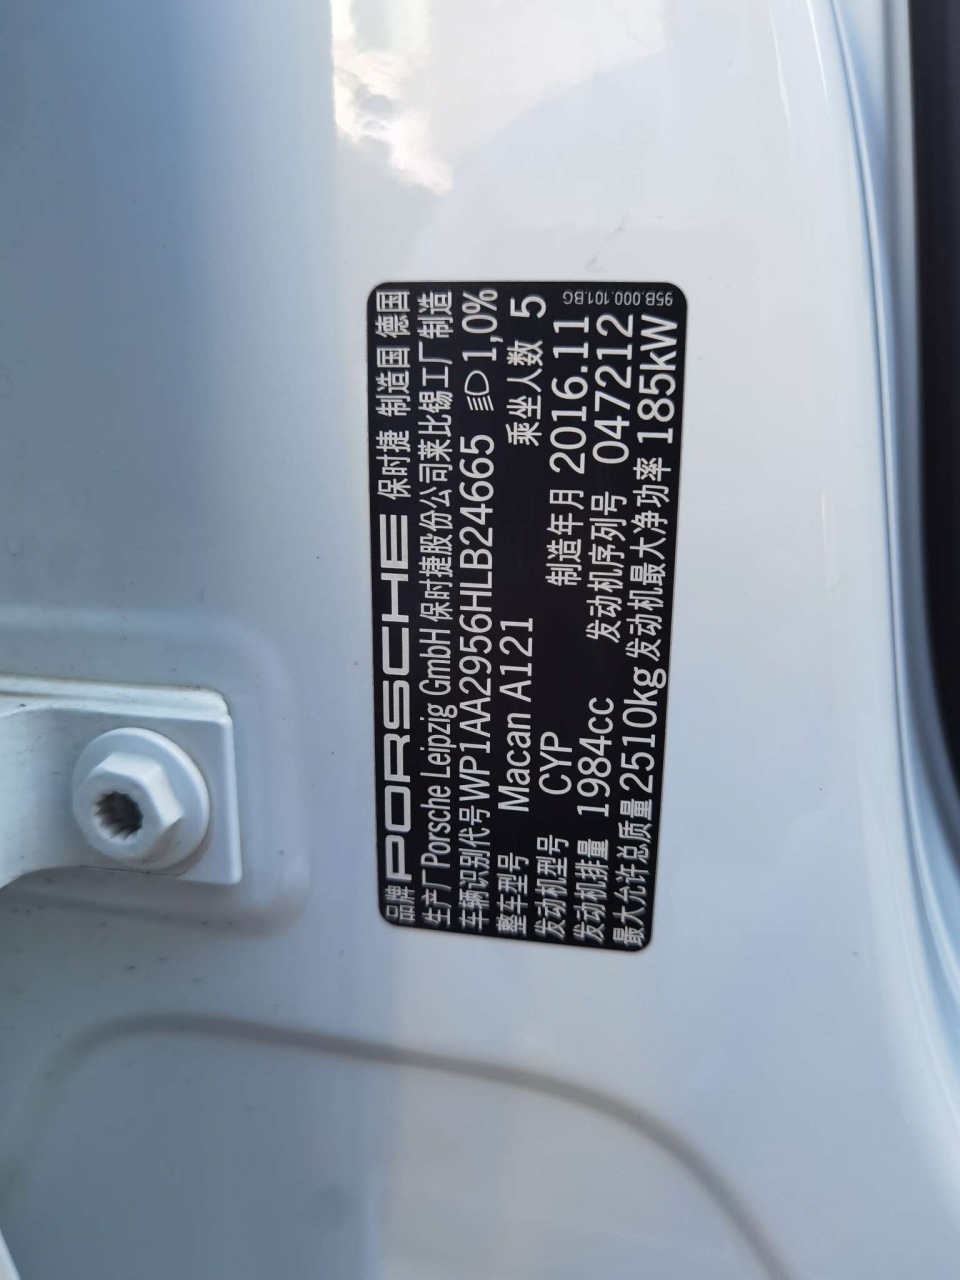 品牌 PORSCHE 保时捷 制造国 德国
生产厂 Porsche Leipzig GmbH 保时捷股份公司莱比锡工厂 制造
车辆识别代号 WP1AA2956HLB24665 1,0%
整车型号 Macan A121 乘坐人数 5
发动机型号 CYP 制造年月 2016.11
发动机排量 1984cc 发动机序列号 047212
最大允许总质量 2510kg 发动机最大净功率 185kW
95B.000.101.BG